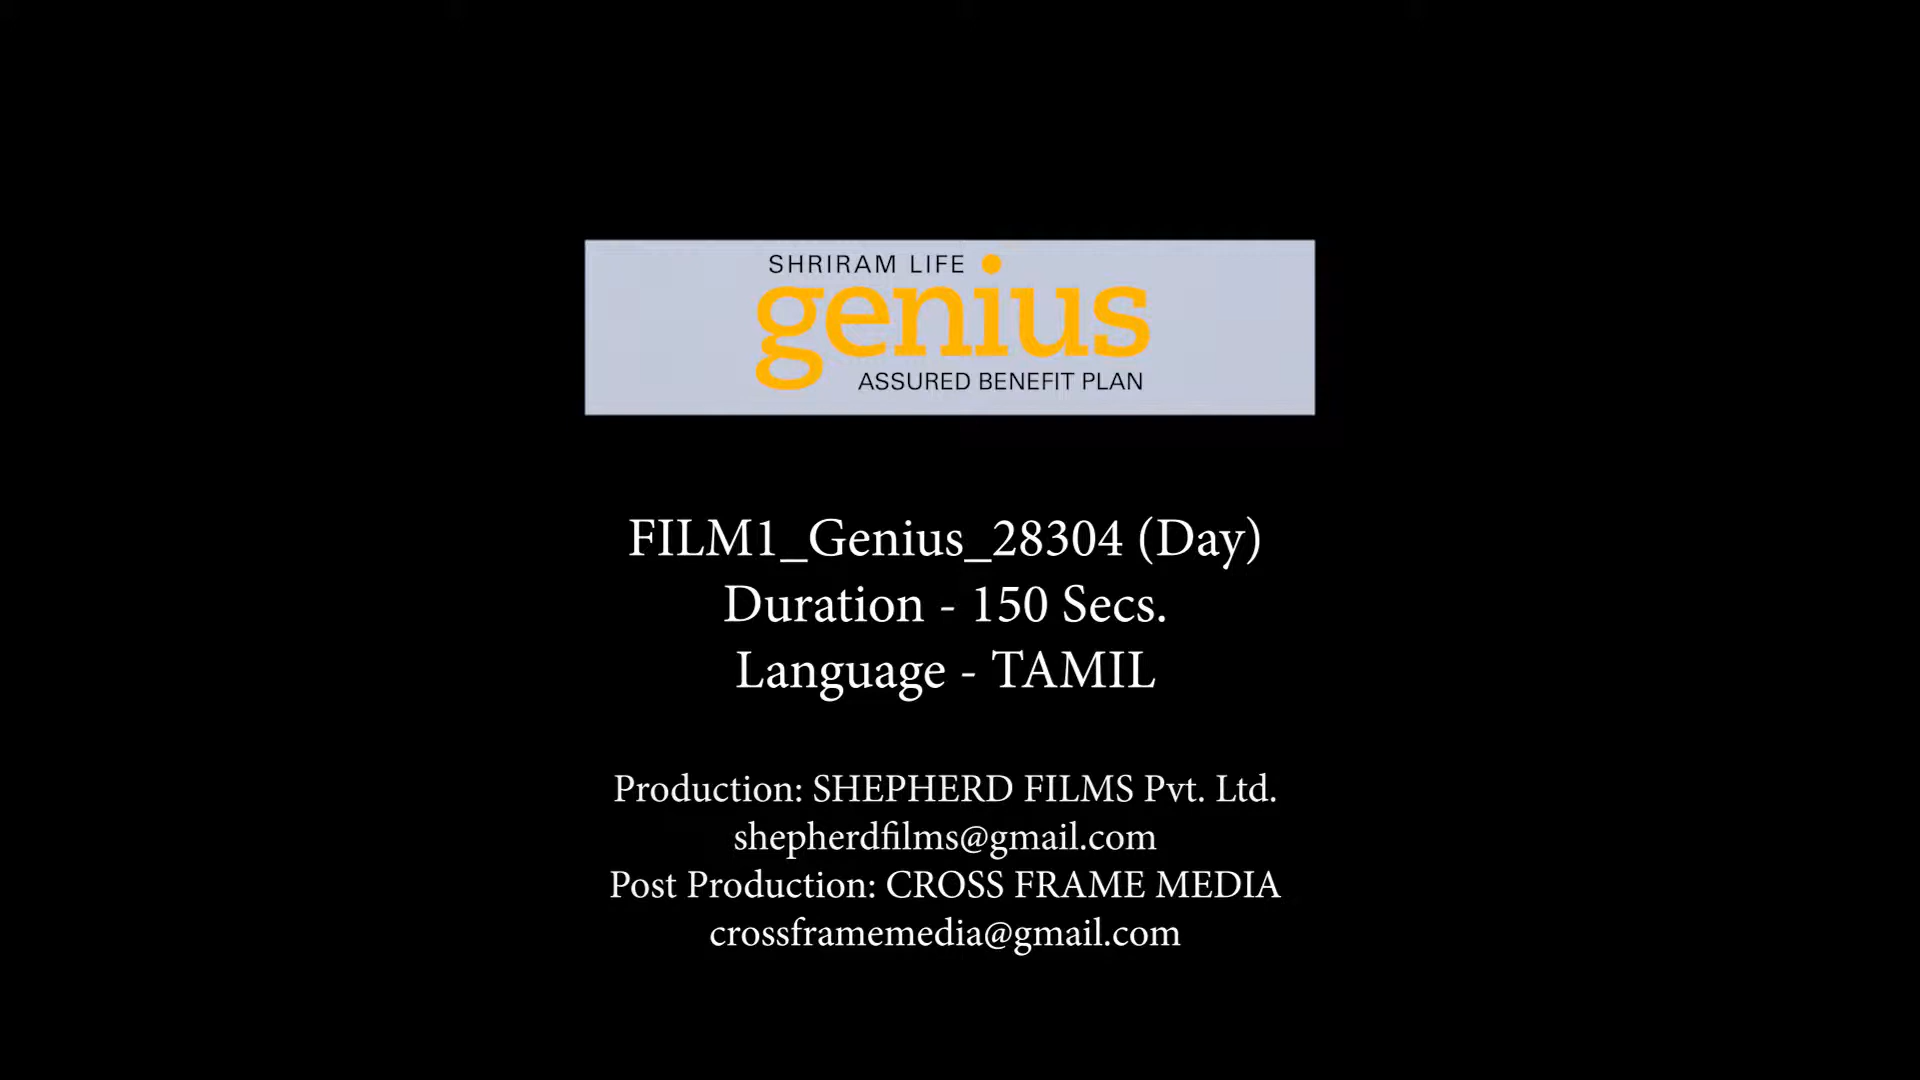 SHRIRAM LIFE
genius
ASSURED BENEFIT PLAN
FILM1_Genius_28304 (Day)
Duration - 150 Secs.
Language - TAMIL
Production: SHEPHERD FILMS Pvt. Ltd.
shepherdfilms@gmail.com
Post Production: CROSS FRAME MEDIA
crossframemedia@gmail.com